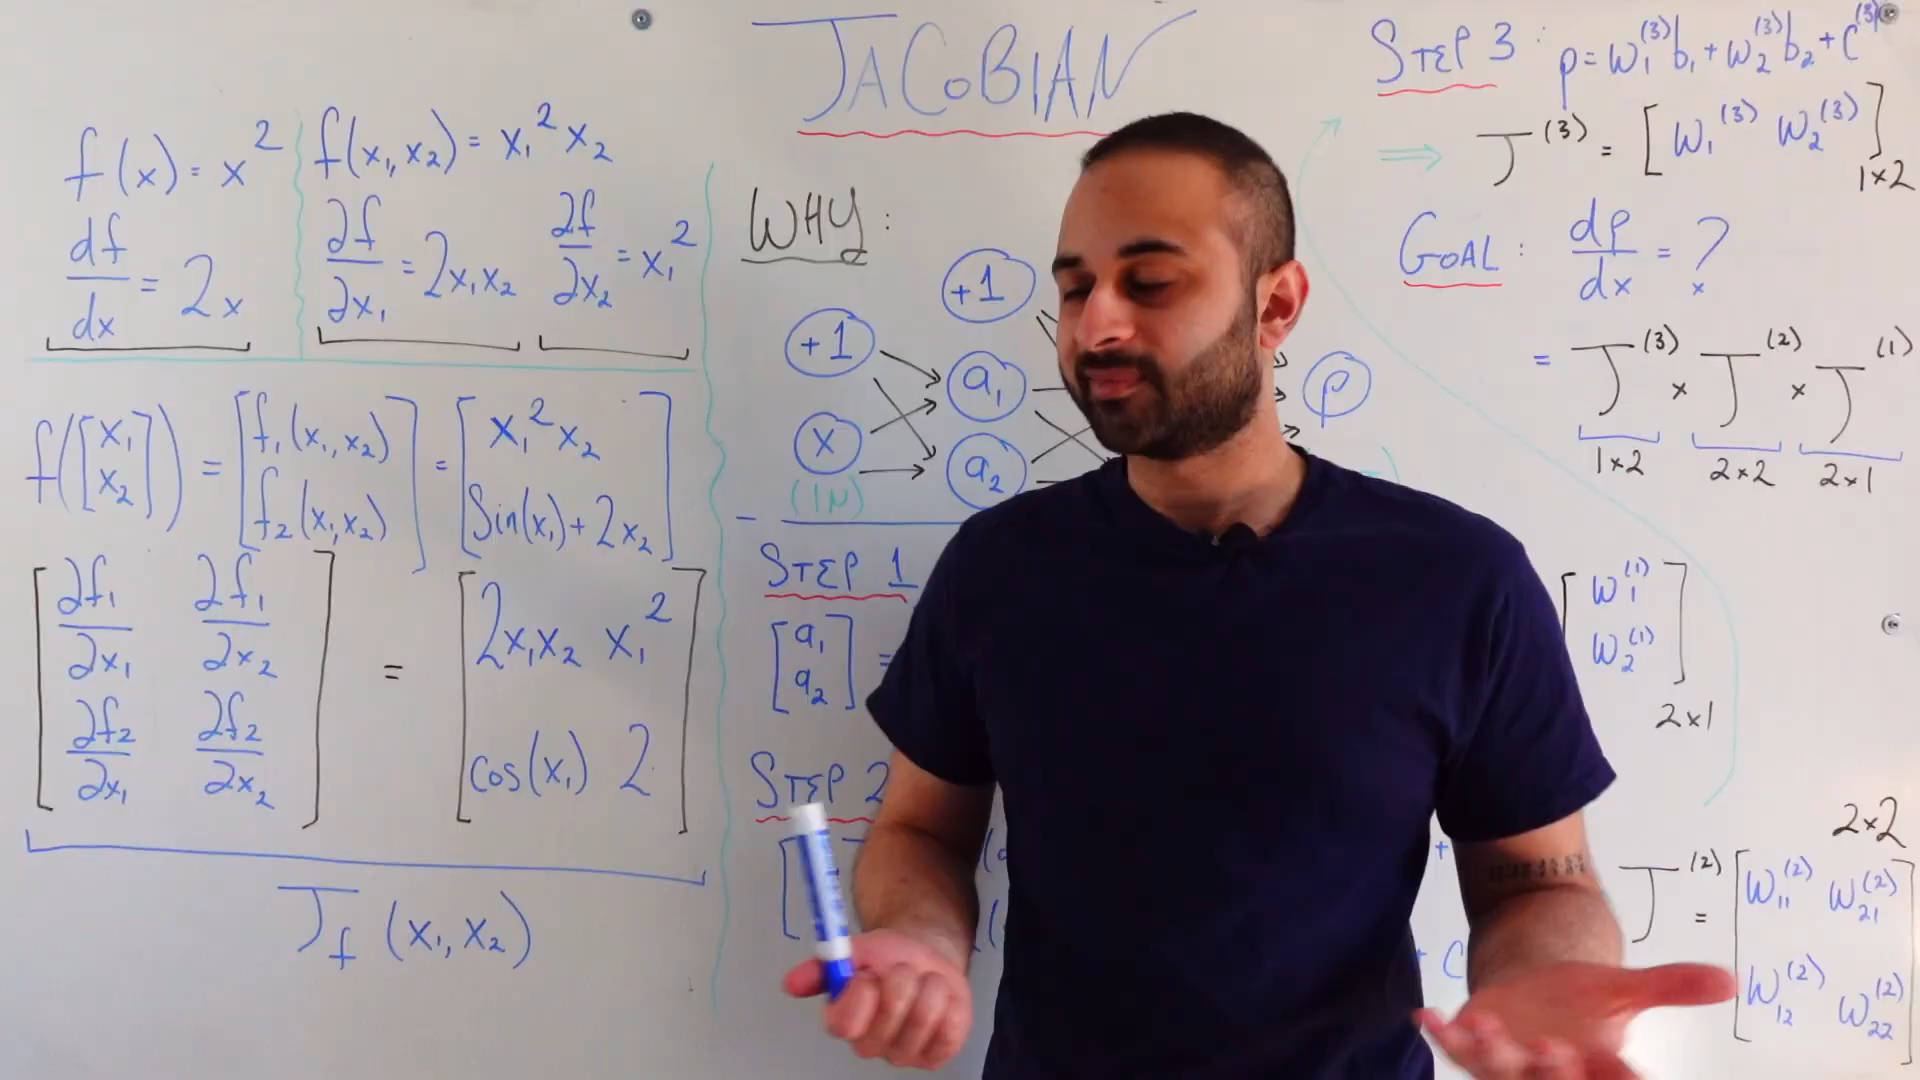 JACOBIAN
f(x) = x²
df/dx = 2x
f(x₁, x₂) = x₁² x₂
∂f/∂x₁ = 2x₁x₂ ∂f/∂x₂ = x₁²
f([x₁ x₂]) = [f₁(x₁, x₂) f₂(x₁, x₂)] = [x₁² x₂ Sin(x₁) + 2x₂]
[∂f₁/∂x₁ ∂f₁/∂x₂
∂f₂/∂x₁ ∂f₂/∂x₂]
=
[2x₁x₂ x₁²
cos(x₁) 2]
J_f (x₁, x₂)
WHY:
+1
+1
a₁
x
(IN)
a₂
p
STEP 1
[a₁
a₂] =
STEP 2
STEP 3: p = w₁⁽³⁾b₁ + w₂⁽³⁾b₂ + C⁽³⁾
⇒ J⁽³⁾ = [w₁⁽³⁾ w₂⁽³⁾]
1×2
GOAL: dp/dx = ?
x
= J⁽³⁾ × J⁽²⁾ × J⁽¹⁾
1×2 2×2 2×1
[w₁⁽¹⁾
w₂⁽¹⁾]
2×1
2×2
+
+ C
J⁽²⁾ = [w₁₁⁽²⁾ w₂₁⁽²⁾
w₁₂⁽²⁾ w₂₂⁽²⁾]